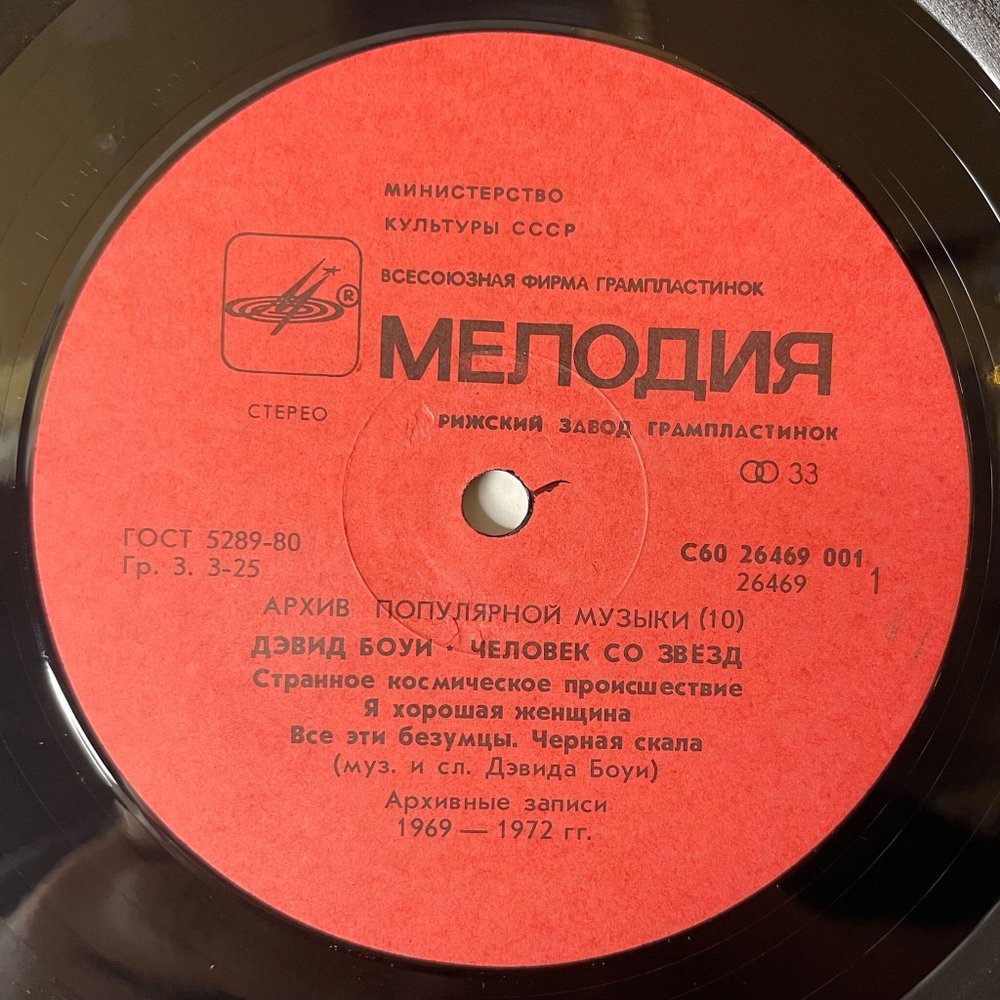 МИНИСТЕРСТВО
КУЛЬТУРЫ СССР
ВСЕСОЮЗНАЯ ФИРМА ГРАМПЛАСТИНОК
®
МЕЛОДИЯ
СТЕРЕО
РИЖСКИЙ ЗАВОД ГРАМПЛАСТИНОК
33
ГОСТ 5289-80
Гр. 3. 3-25
С60 26469 001
26469
1
АРХИВ ПОПУЛЯРНОЙ МУЗЫКИ (10)
ДЭВИД БОУИ • ЧЕЛОВЕК СО ЗВЁЗД
Странное космическое происшествие
Я хорошая женщина
Все эти безумцы. Черная скала
(муз. и сл. Дэвида Боуи)
Архивные записи
1969 — 1972 гг.